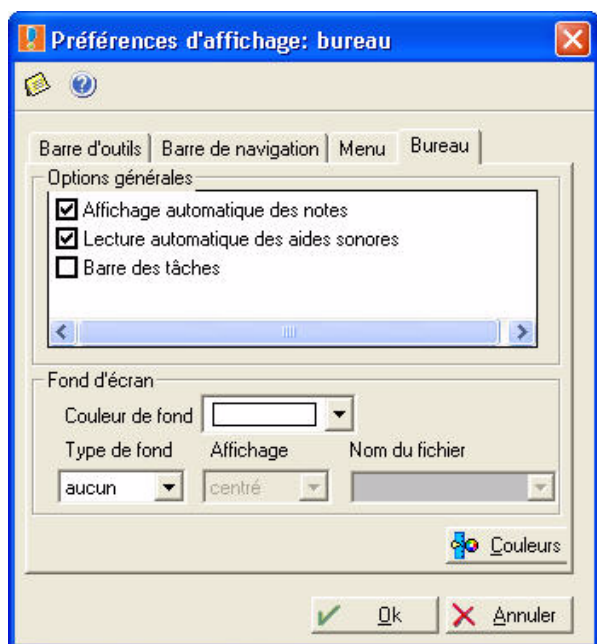 Préférences d'affichage: bureau
Barre d'outils Barre de navigation Menu Bureau
Options générales
Affichage automatique des notes
Lecture automatique des aides sonores
Barre des tâches
Fond d'écran
Couleur de fond
Type de fond Affichage Nom du fichier
aucun centré
Couleurs
Ok Annuler